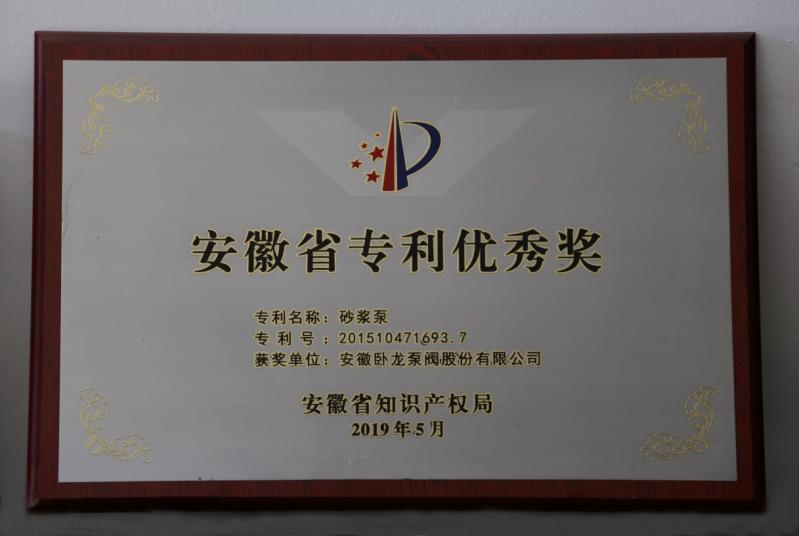 安徽省专利优秀奖
专利名称：砂浆泵
专 利 号：201510471693.7
获奖单位：安徽卧龙泵阀股份有限公司
安徽省知识产权局
2019年5月